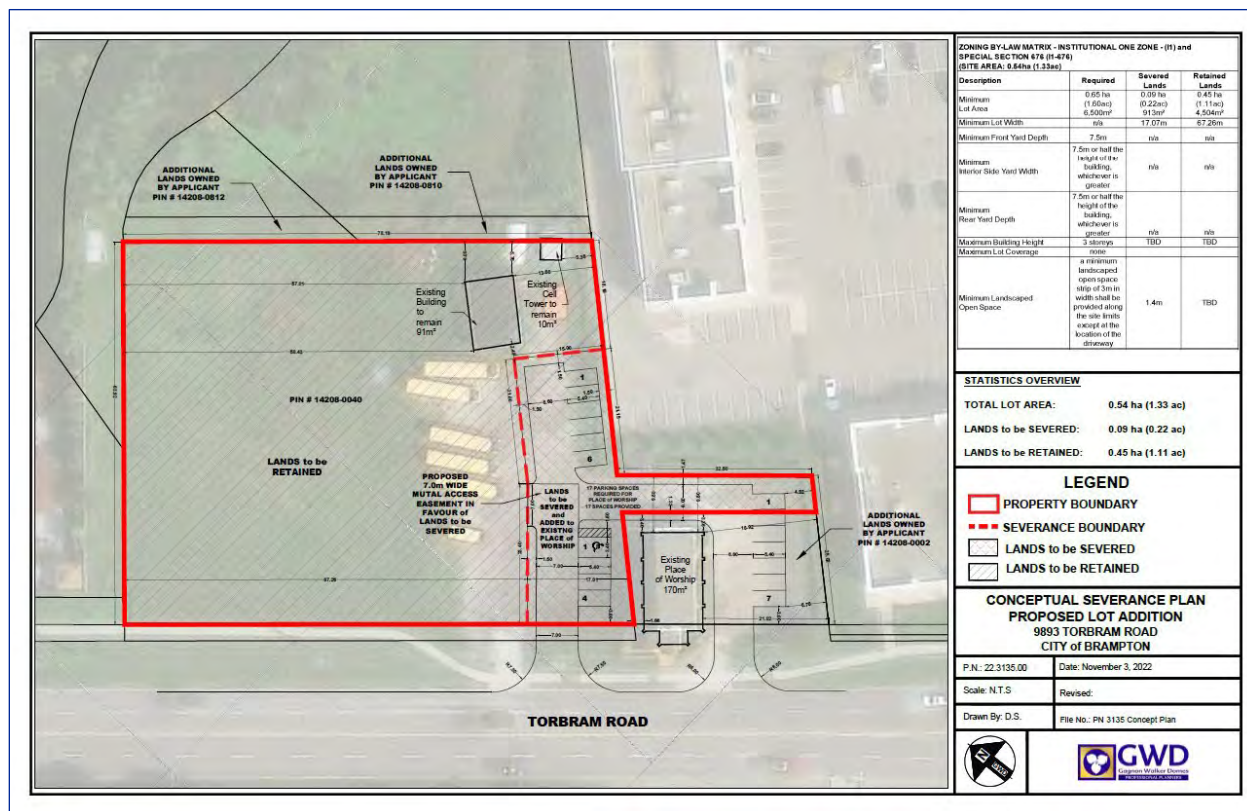 ADDITIONAL
LANDS OWNED
BY APPLICANT
PIN # 14208-0812
ADDITIONAL
LANDS OWNED
BY APPLICANT
PIN # 14208-0810
Existing
Building
to
remain
91m²
Existing
Cell
Tower to
remain
10m²
PIN # 14208-0040
LANDS to be
RETAINED
PROPOSED
7.0m WIDE
MUTAL ACCESS
EASEMENT IN
FAVOUR of
LANDS to be
SEVERED
1
6
LANDS
to be
SEVERED
and
ADDED to
EXISTNG
PLACE of
WORSHIP
17 PARKING SPACES
REQUIRED FOR
PLACE of WORSHIP
17 SPACES PROVIDED
1
1
4
Existing
Place
of Worship
170m²
7
ADDITIONAL
LANDS OWNED
BY APPLICANT
PIN # 14208-0002
7.00
TORBRAM ROAD
ZONING BY-LAW MATRIX - INSTITUTIONAL ONE ZONE - (I1) and
SPECIAL SECTION 676 (I1-676)
(SITE AREA: 0.54ha (1.33ac)
Description Required Severed Lands Retained Lands
Minimum Lot Area 0.65 ha (1.60ac) 6,500m² 0.09 ha (0.22ac) 913m² 0.45 ha (1.11ac) 4,504m²
Minimum Lot Width n/a 17.07m 67.26m
Minimum Front Yard Depth 7.5m n/a n/a
Minimum Interior Side Yard Width 7.5m or half the height of the building, whichever is greater n/a n/a
Minimum Rear Yard Depth 7.5m or half the height of the building, whichever is greater n/a n/a
Maximum Building Height 3 storeys TBD TBD
Maximum Lot Coverage none
Minimum Landscaped Open Space a minimum landscaped open space strip of 3m in width shall be provided along the site limits except at the location of the driveway 1.4m TBD
STATISTICS OVERVIEW
TOTAL LOT AREA: 0.54 ha (1.33 ac)
LANDS to be SEVERED: 0.09 ha (0.22 ac)
LANDS to be RETAINED: 0.45 ha (1.11 ac)
LEGEND
PROPERTY BOUNDARY
SEVERANCE BOUNDARY
LANDS to be SEVERED
LANDS to be RETAINED
CONCEPTUAL SEVERANCE PLAN
PROPOSED LOT ADDITION
9893 TORBRAM ROAD
CITY of BRAMPTON
P.N.: 22.3135.00 Date: November 3, 2022
Scale: N.T.S Revised:
Drawn By: D.S. File No.: PN 3135 Concept Plan
GWD
Gagnon Walker Domes
PROFESSIONAL PLANNERS